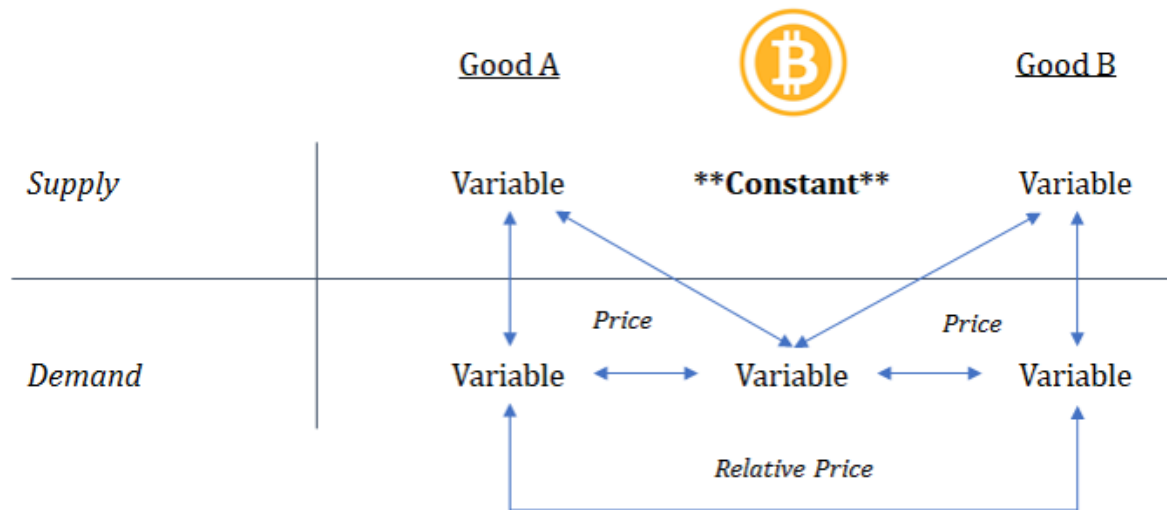 Good A
₿
Good B
Supply
Variable
**Constant**
Variable
Price
Price
Demand
Variable
Variable
Variable
Relative Price